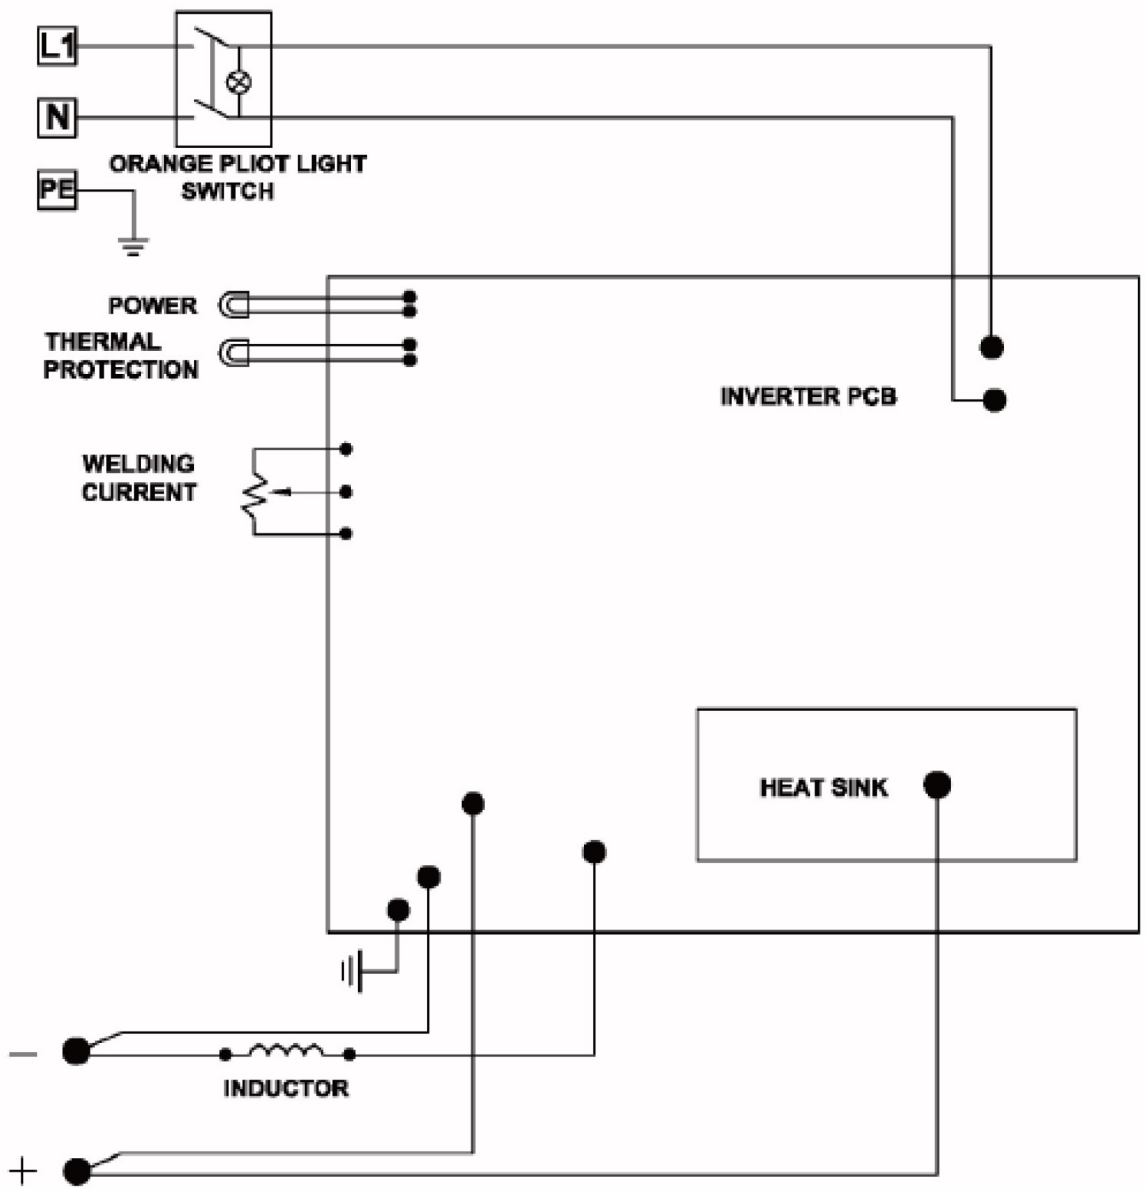 L1
N
ORANGE PLIOT LIGHT
SWITCH
PE
POWER
THERMAL
PROTECTION
INVERTER PCB
WELDING
CURRENT
HEAT SINK
−
INDUCTOR
+